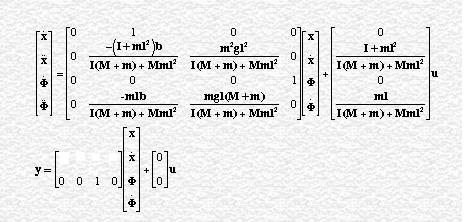 [ẋ; ẍ; Φ̇; Φ̈] = [0 1 0 0; 0 -(I+ml²)b/(I(M+m)+Mml²) m²gl²/(I(M+m)+Mml²) 0; 0 0 0 1; 0 -mlb/(I(M+m)+Mml²) mgl(M+m)/(I(M+m)+Mml²) 0] [x; ẋ; Φ; Φ̇] + [0; I+ml²/(I(M+m)+Mml²); 0; ml/(I(M+m)+Mml²)] u
y = [0 0 1 0] [x; ẋ; Φ; Φ̇] + [0; 0] u